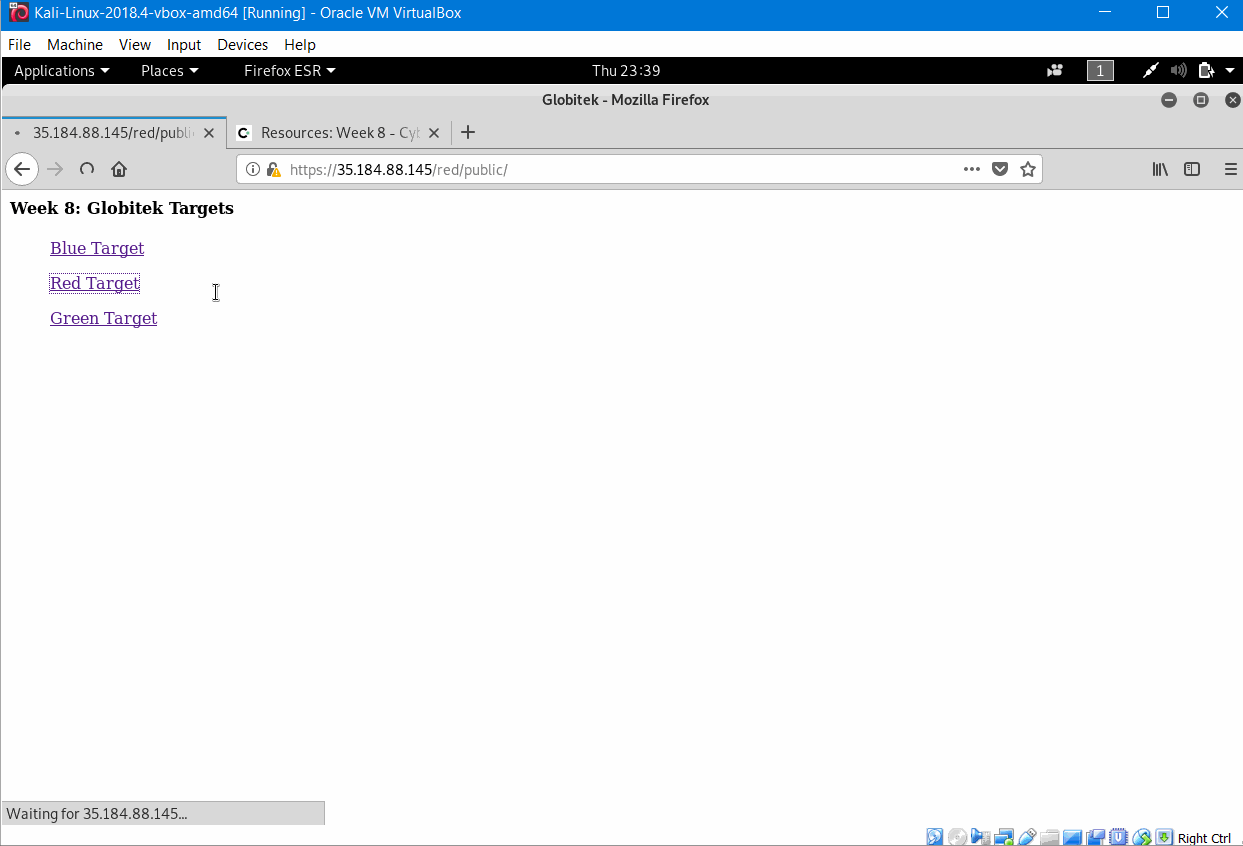 Kali-Linux-2018.4-vbox-amd64 [Running] - Oracle VM VirtualBox
File Machine View Input Devices Help
Applications Places Firefox ESR Thu 23:39 1
Globitek - Mozilla Firefox
35.184.88.145/red/publi Resources: Week 8 - Cyb
https://35.184.88.145/red/public/
Week 8: Globitek Targets
Blue Target
Red Target
Green Target
Waiting for 35.184.88.145...
Right Ctrl